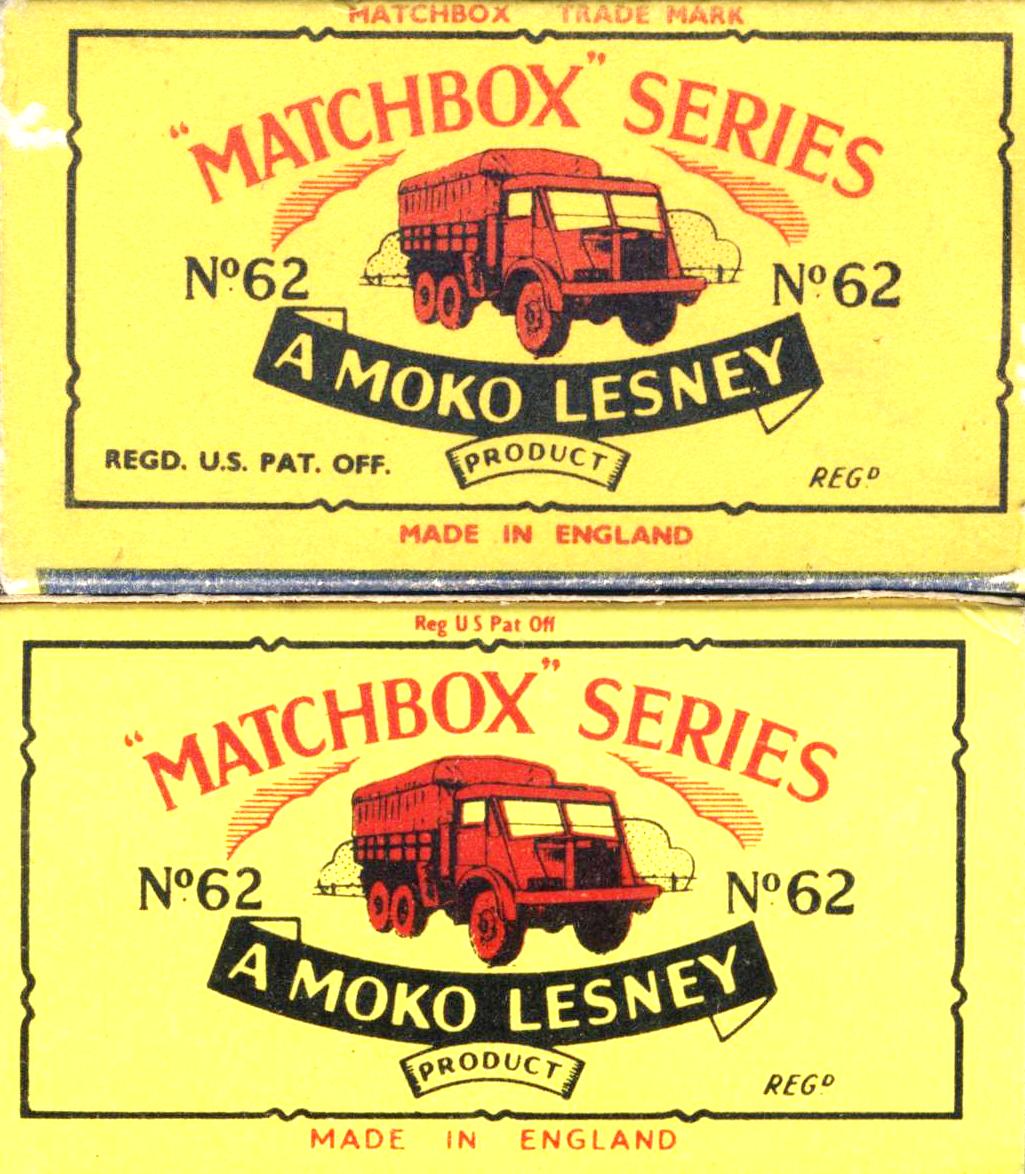 MATCHBOX TRADE MARK
"MATCHBOX" SERIES
Nº62 Nº62
A MOKO LESNEY
PRODUCT
REGD. U.S. PAT. OFF. REGD
MADE IN ENGLAND
Reg U S Pat Off
"MATCHBOX" SERIES
Nº62 Nº62
A MOKO LESNEY
PRODUCT
REGD
MADE IN ENGLAND